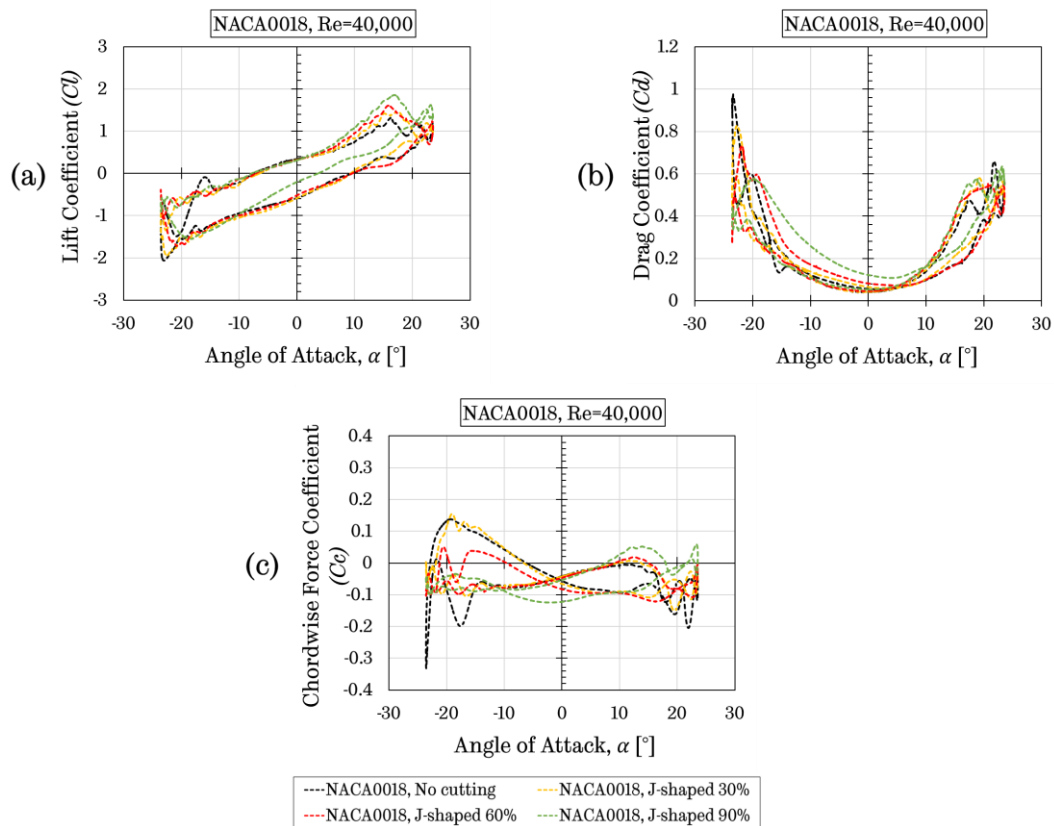 NACA0018, Re=40,000
(a)
Lift Coefficient (Cl)
3
2
1
0
-1
-2
-3
-30 -20 -10 0 10 20 30
Angle of Attack, α [°]
NACA0018, Re=40,000
(b)
Drag Coefficient (Cd)
1.2
1
0.8
0.6
0.4
0.2
0
-30 -20 -10 0 10 20 30
Angle of Attack, α [°]
NACA0018, Re=40,000
(c)
Chordwise Force Coefficient
(Cc)
0.4
0.3
0.2
0.1
0
-0.1
-0.2
-0.3
-0.4
-30 -20 -10 0 10 20 30
Angle of Attack, α [°]
NACA0018, No cutting
NACA0018, J-shaped 30%
NACA0018, J-shaped 60%
NACA0018, J-shaped 90%